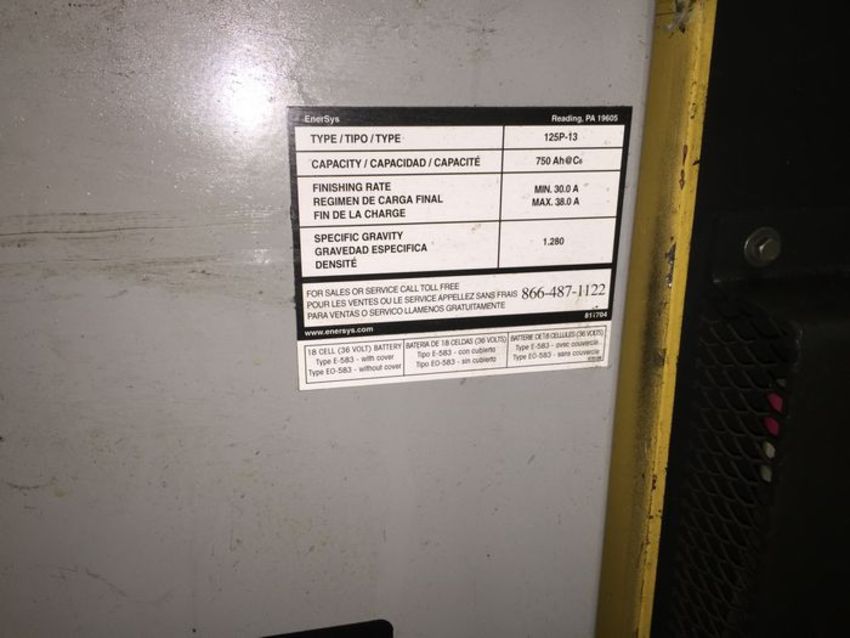 EnerSys Reading, PA 19605
TYPE / TIPO / TYPE 125P-13
CAPACITY / CAPACIDAD / CAPACITÉ 750 Ah@C6
FINISHING RATE
REGIMEN DE CARGA FINAL
FIN DE LA CHARGE
MIN. 30.0 A
MAX. 38.0 A
SPECIFIC GRAVITY
GRAVEDAD ESPECIFICA
DENSITÉ
1.280
FOR SALES OR SERVICE CALL TOLL FREE
POUR LES VENTES OU LE SERVICE APPELLEZ SANS FRAIS
PARA VENTAS O SERVICO LLAMENOS GRATUITAMENTE
866-487-1122
www.enersys.com 811704
18 CELL (36 VOLT) BATTERY
Type E-583 - with cover
Type EO-583 - without cover
BATERIA DE 18 CELDAS (36 VOLTS)
Tipo E-583 - con cubierto
Tipo EO-583 - sin cubierto
BATTERIE DE 18 CELLULES (36 VOLTS)
Type E-583 - avec couvercle
Type EO-583 - sans couvercle